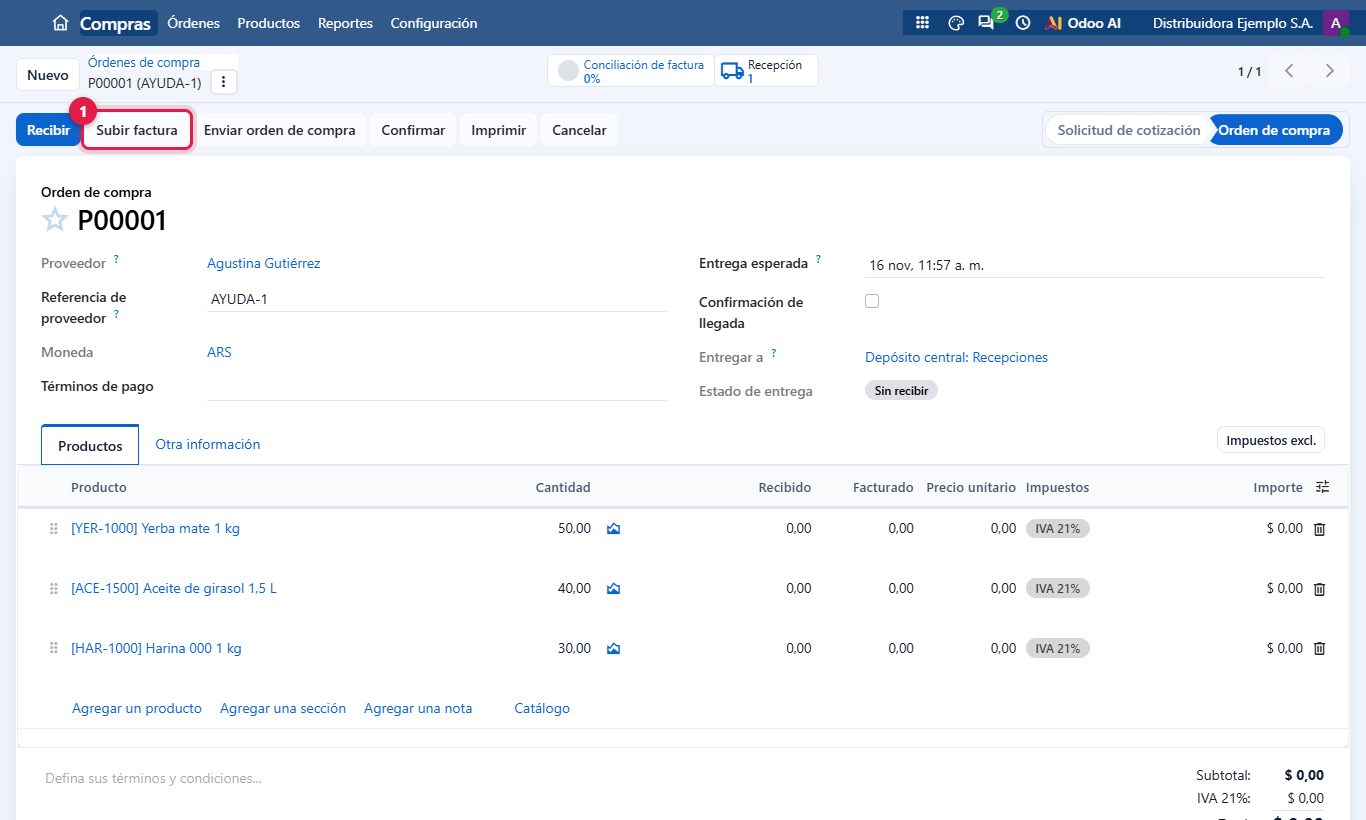 Compras Órdenes Productos Reportes Configuración 2 Odoo AI Distribuidora Ejemplo S.A. A
Nuevo
Órdenes de compra
P00001 (AYUDA-1)
Conciliación de factura
0%
Recepción
1
1 / 1
1
Recibir Subir factura Enviar orden de compra Confirmar Imprimir Cancelar Solicitud de cotización Orden de compra
Orden de compra
P00001
Proveedor ? Agustina Gutiérrez
Referencia de
proveedor ? AYUDA-1
Moneda ARS
Términos de pago
Entrega esperada ? 16 nov, 11:57 a. m.
Confirmación de
llegada
Entregar a ? Depósito central: Recepciones
Estado de entrega Sin recibir
Productos Otra información Impuestos excl.
Producto Cantidad Recibido Facturado Precio unitario Impuestos Importe
[YER-1000] Yerba mate 1 kg 50,00 0,00 0,00 0,00 IVA 21% $ 0,00
[ACE-1500] Aceite de girasol 1,5 L 40,00 0,00 0,00 0,00 IVA 21% $ 0,00
[HAR-1000] Harina 000 1 kg 30,00 0,00 0,00 0,00 IVA 21% $ 0,00
Agregar un producto Agregar una sección Agregar una nota Catálogo
Defina sus términos y condiciones...
Subtotal: $ 0,00
IVA 21%: $ 0,00